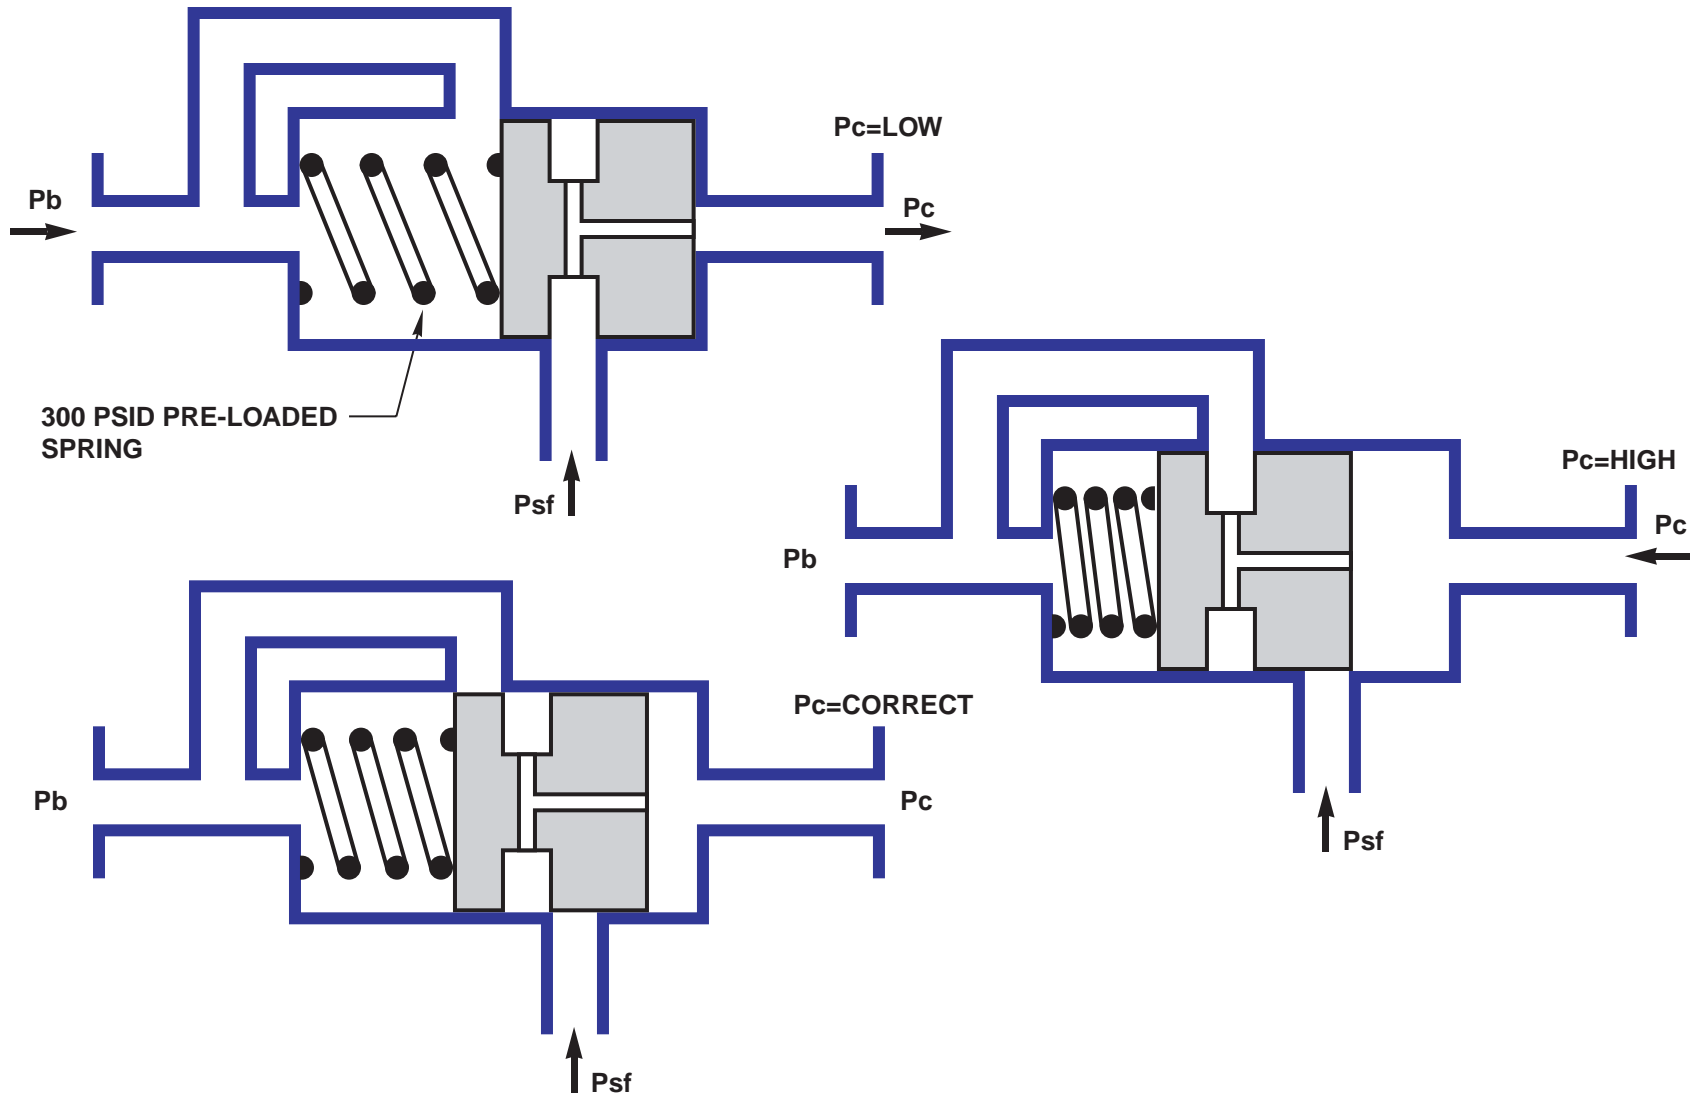 Pc=LOW
Pb
Pc
300 PSID PRE-LOADED
SPRING
Psf
Pc=HIGH
Pc
Pb
Psf
Pc=CORRECT
Pb
Pc
Psf